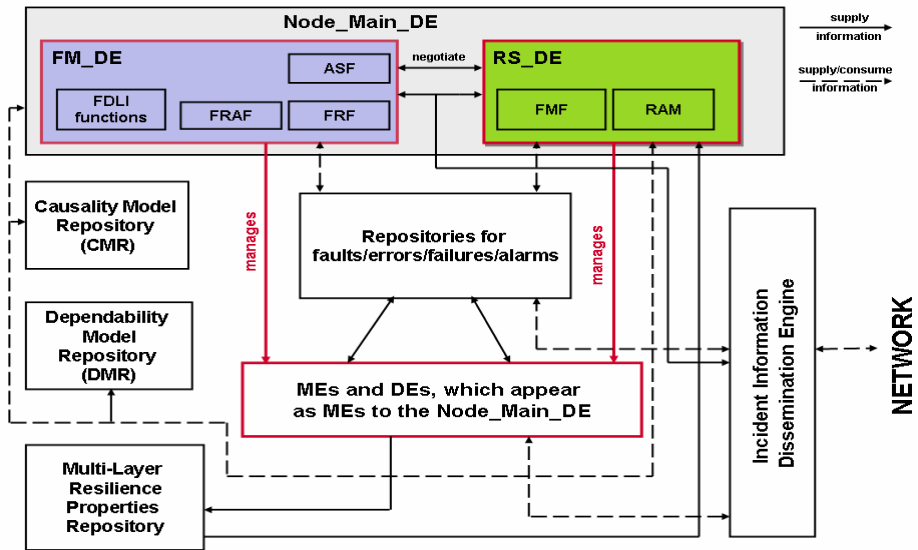 Node_Main_DE
FM_DE
ASF
FDLI
functions
FRAF
FRF
negotiate
RS_DE
FMF
RAM
supply
information
supply/consume
information
Causality Model
Repository
(CMR)
manages
Repositories for
faults/errors/failures/alarms
manages
Dependability
Model
Repository
(DMR)
MEs and DEs, which appear
as MEs to the Node_Main_DE
Multi-Layer
Resilience
Properties
Repository
Incident Information
Dissemination Engine
NETWORK